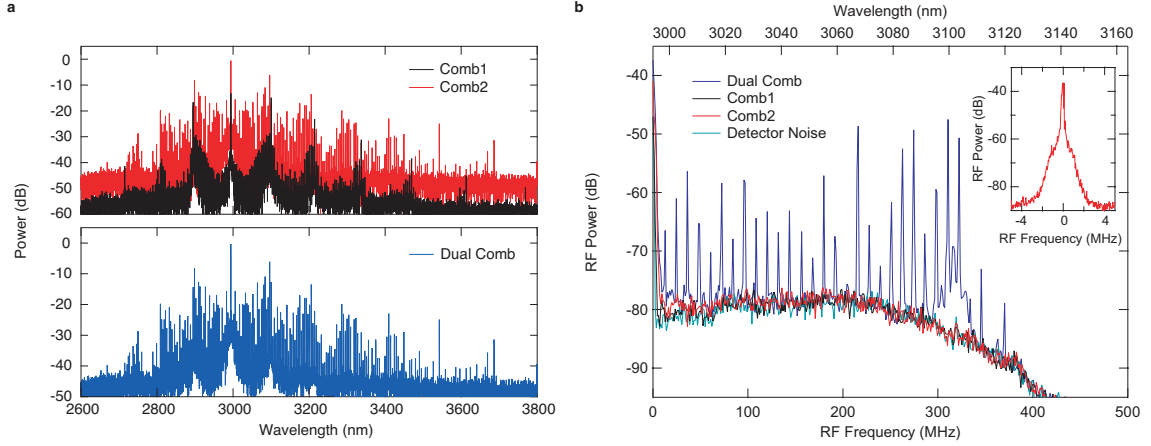 a
0
-10
-20
-30
-40
-50
-60
Comb1
Comb2
Power (dB)
0
-10
-20
-30
-40
-50
Dual Comb
2600 2800 3000 3200 3400 3600 3800
Wavelength (nm)
b
Wavelength (nm)
3000 3020 3040 3060 3080 3100 3120 3140 3160
-40
-50
-60
-70
-80
-90
RF Power (dB)
Dual Comb
Comb1
Comb2
Detector Noise
-40
-60
-80
RF Power (dB)
-4 0 4
RF Frequency (MHz)
0 100 200 300 400 500
RF Frequency (MHz)